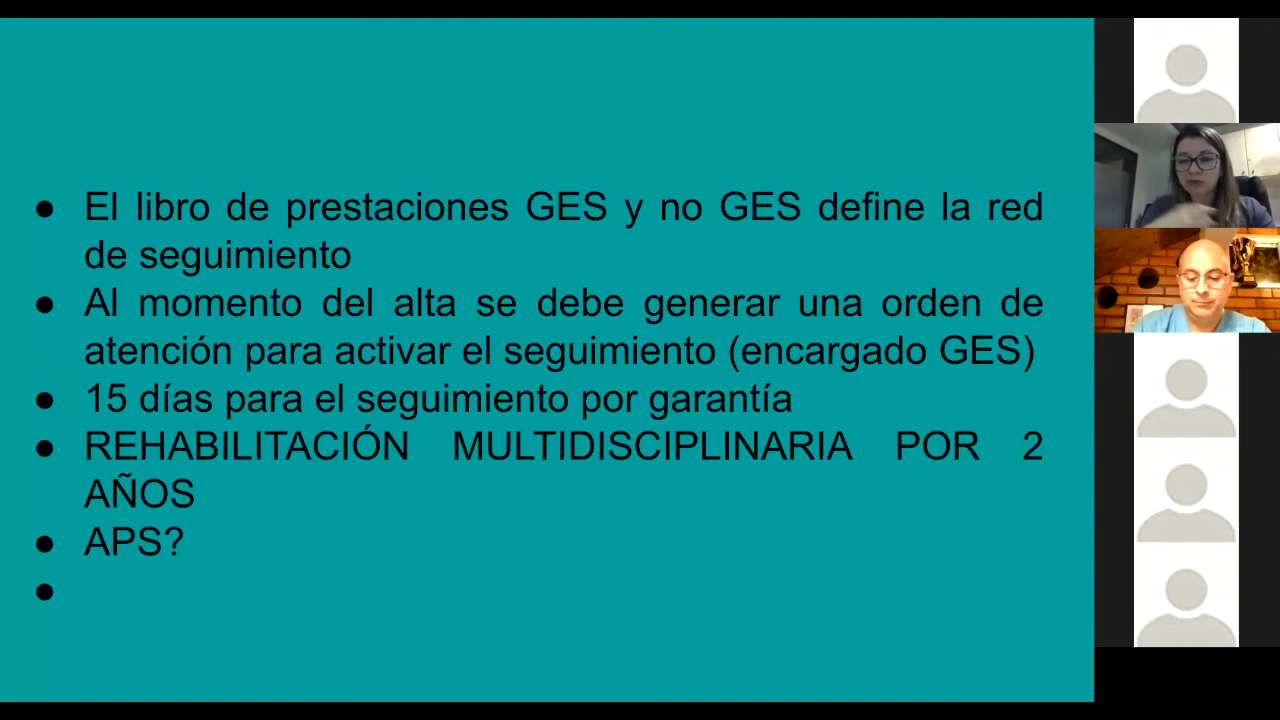 ● El libro de prestaciones GES y no GES define la red
de seguimiento
● Al momento del alta se debe generar una orden de
atención para activar el seguimiento (encargado GES)
● 15 días para el seguimiento por garantía
● REHABILITACIÓN MULTIDISCIPLINARIA POR 2
AÑOS
● APS?
●